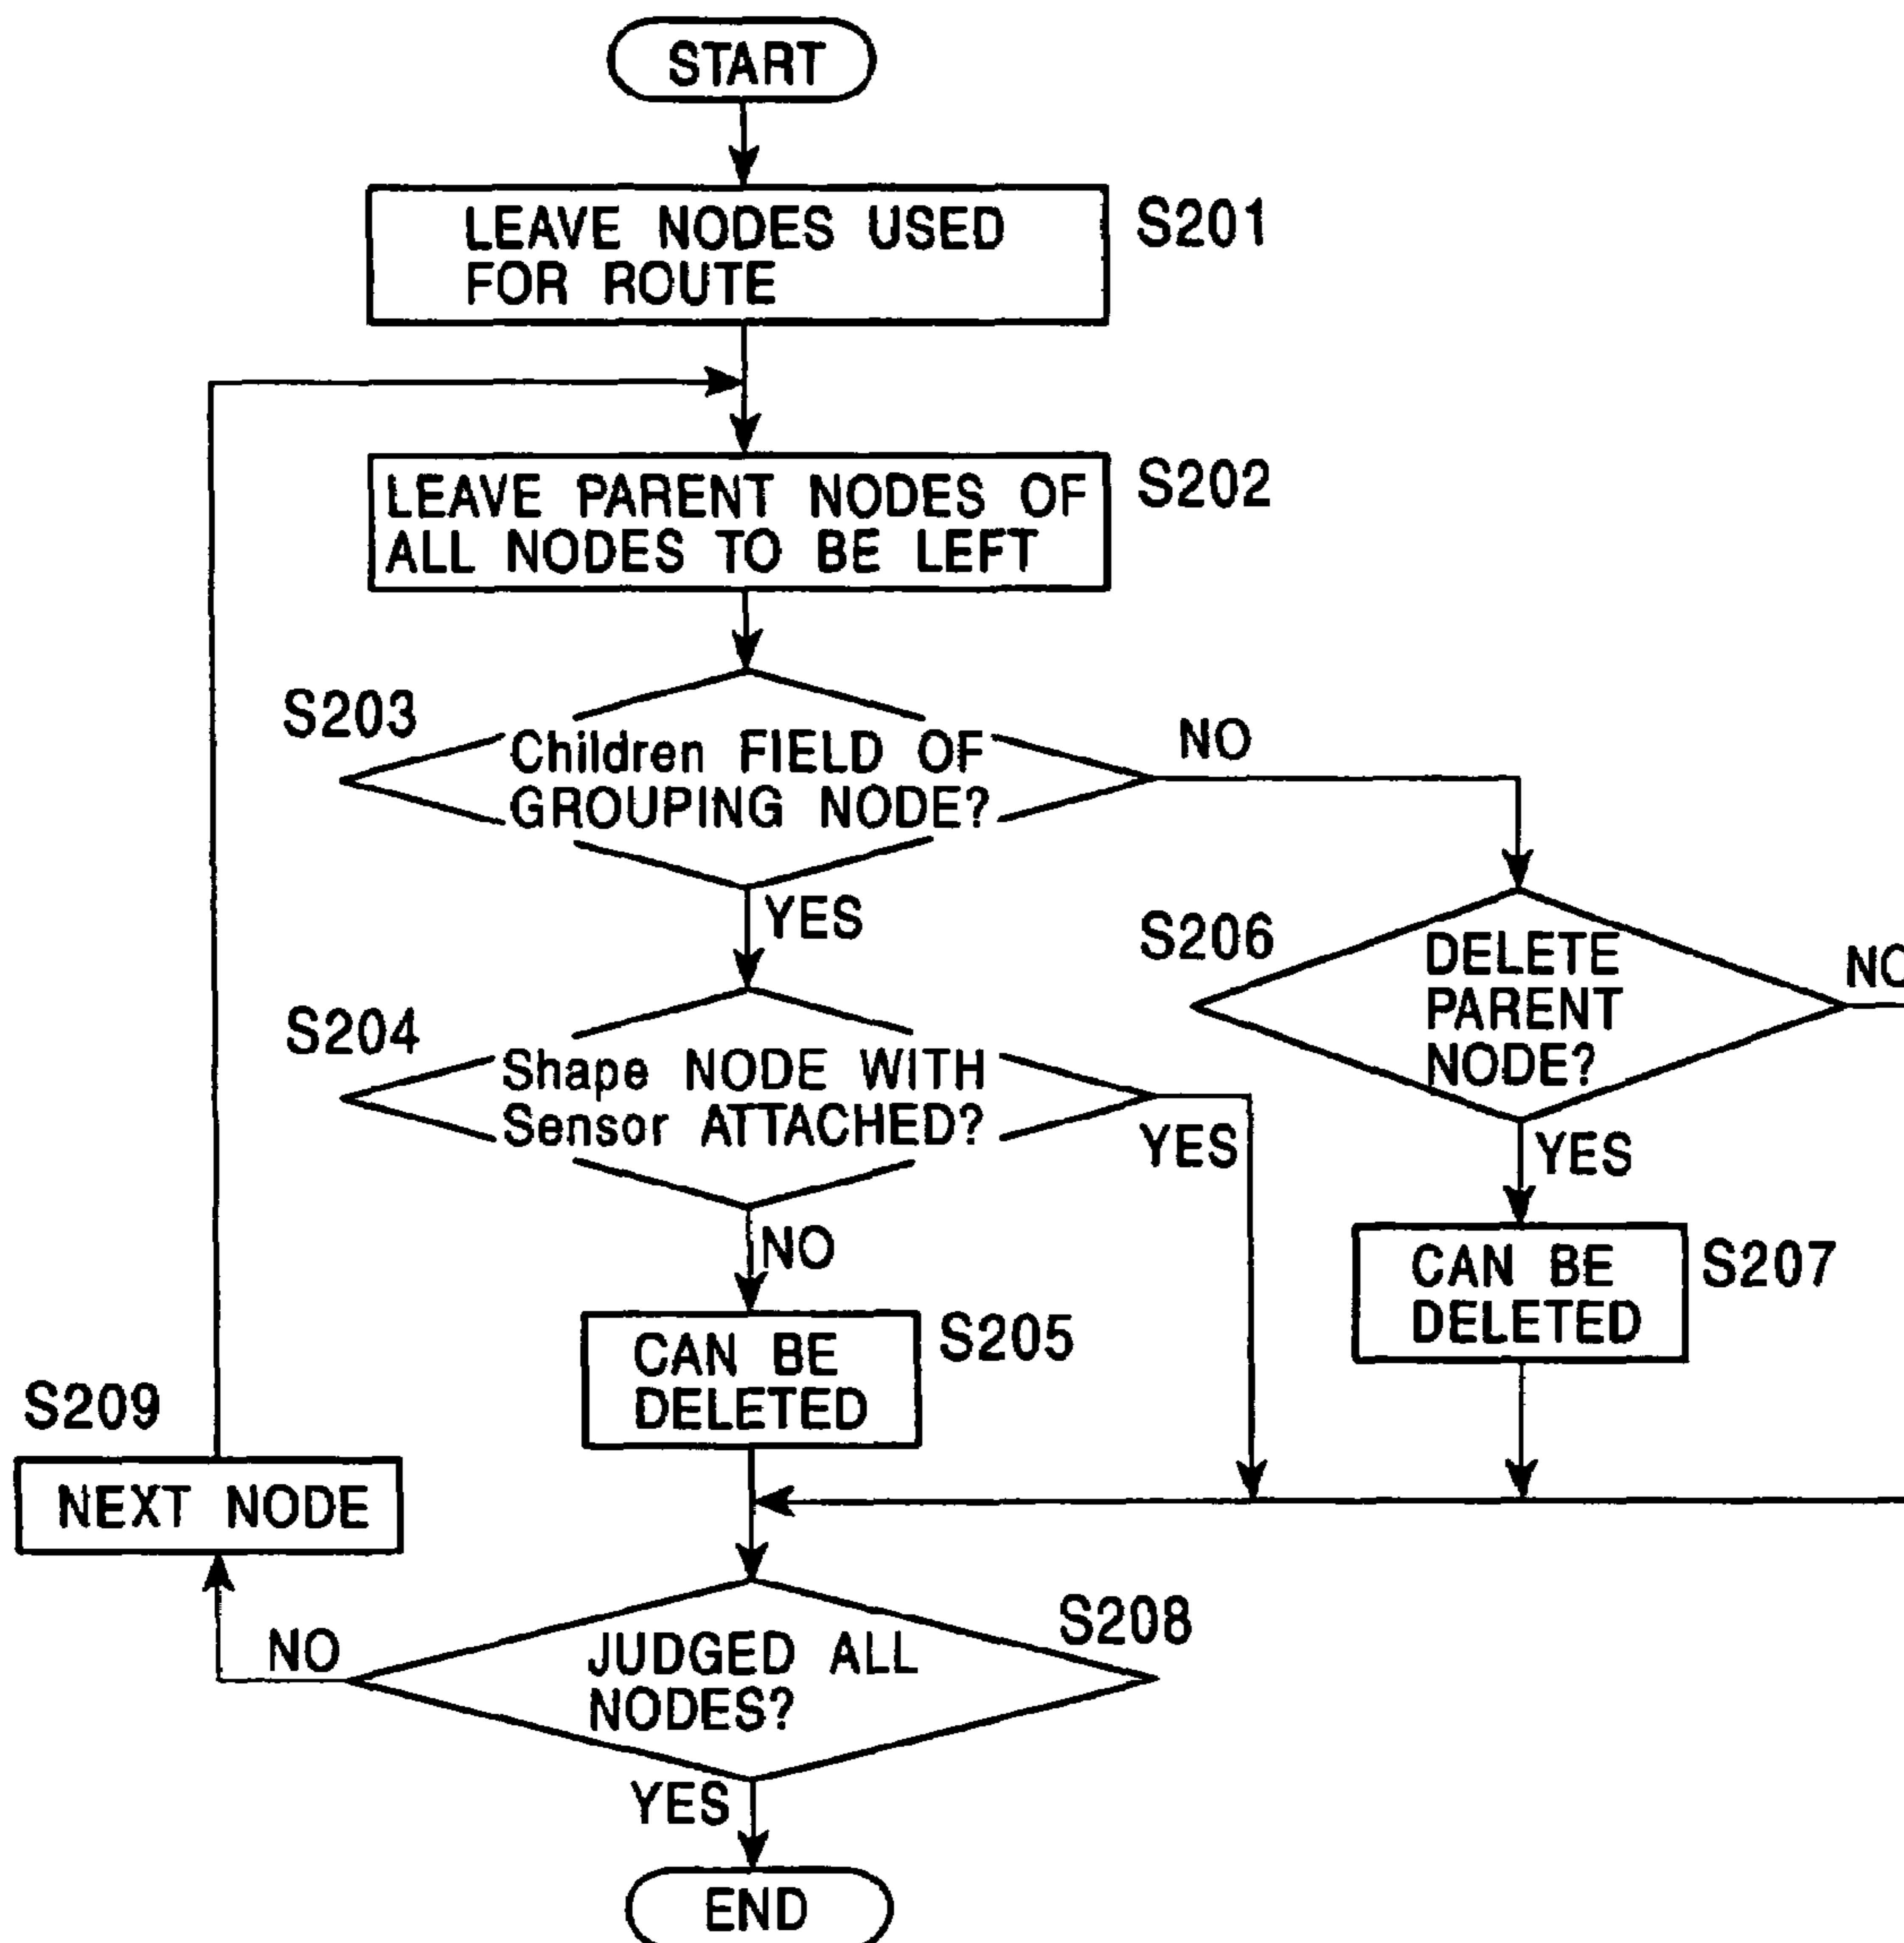 START
LEAVE NODES USED
FOR ROUTE
S201
LEAVE PARENT NODES OF
ALL NODES TO BE LEFT
S202
S203
Children FIELD OF
GROUPING NODE?
NO
YES
S204
Shape NODE WITH
Sensor ATTACHED?
YES
NO
S206
DELETE
PARENT
NODE?
NO
YES
CAN BE
DELETED
S207
CAN BE
DELETED
S205
S209
NEXT NODE
NO
JUDGED ALL
NODES?
S208
YES
END